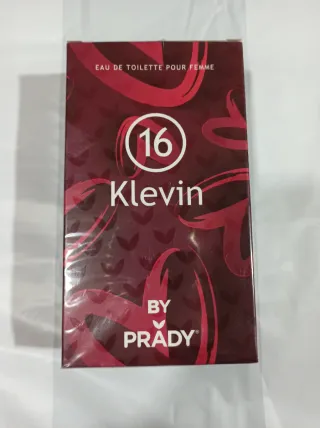 EAU DE TOILETTE POUR FEMME
16
Klevin
BY
PRADY®